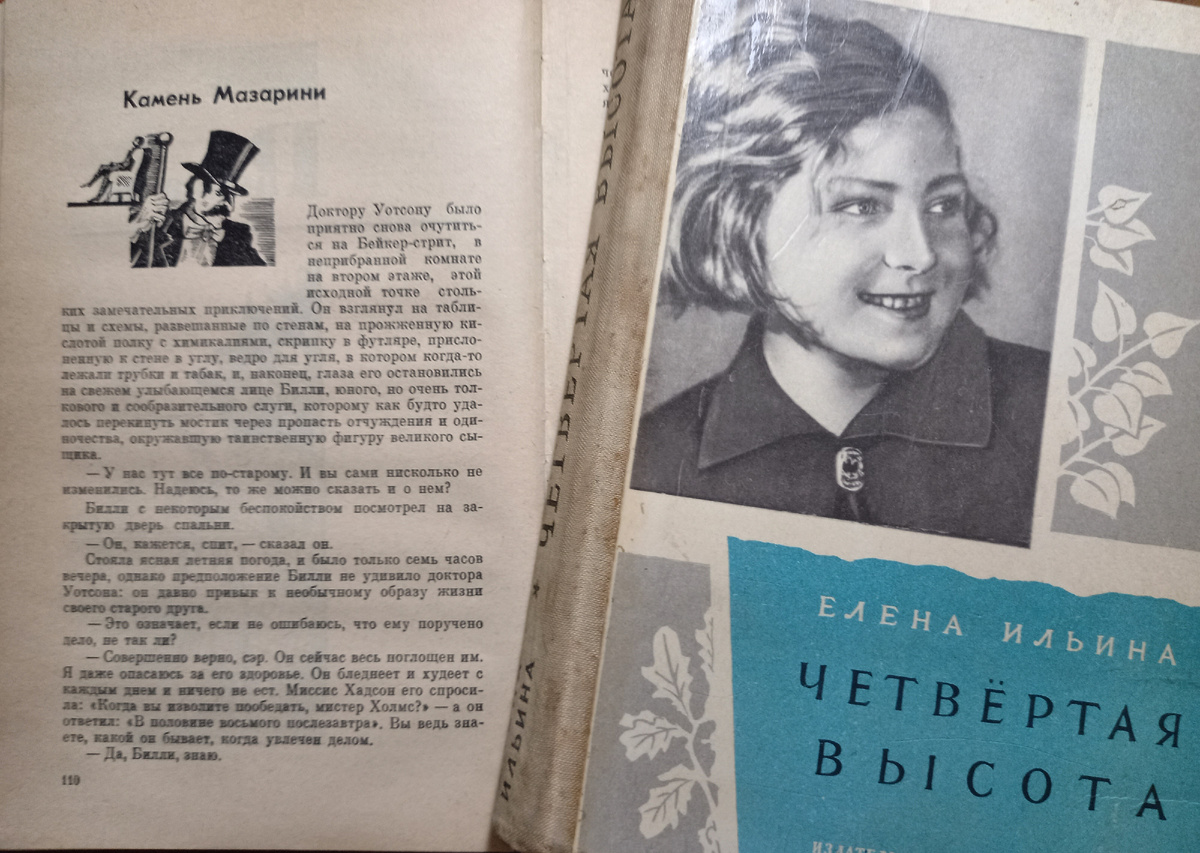 Камень Мазарини
Доктору Уотсону было
приятно снова очутить-
ся на Бейкер-стрит, в
неприбранной комнате
на втором этаже, этой
исходной точке столь-
ких замечательных приключений. Он взглянул на табли-
цы и схемы, развешанные по стенам, на прожженную ки-
слотой полку с химикалиями, скрипку в футляре, присло-
ненную к стене в углу, ведро для угля, в котором когда-то
лежали трубки и табак, и, наконец, глаза его остановились
на свежем улыбающемся лице Билли, юного, но очень тол-
кового и сообразительного слуги, которому как будто уда-
лось перекинуть мостик через пропасть отчуждения и оди-
ночества, окружавшую таинственную фигуру великого сы-
щика.
— У нас тут все по-старому. И вы сами нисколько не
изменились. Надеюсь, то же можно сказать и о нем?
Билли с некоторым беспокойством посмотрел на за-
крытую дверь спальни.
— Он, кажется, спит, — сказал он.
Стояла ясная летняя погода, и было только семь часов
вечера, однако предположение Билли не удивило доктора
Уотсона: он давно привык к необычному образу жизни
своего старого друга.
— Это означает, если не ошибаюсь, что ему поручено
дело, не так ли?
— Совершенно верно, сэр. Он сейчас весь поглощен им.
Я даже опасаюсь за его здоровье. Он бледнеет и худеет с
каждым днем и ничего не ест. Миссис Хадсон его спроси-
ла: «Когда вы изволите пообедать, мистер Холмс?» — а он
ответил: «В половине восьмого послезавтра». Вы ведь зна-
ете, какой он бывает, когда увлечен делом.
— Да, Билли, знаю.
110
ИЛЬИНА * ЧЕТВЕРТАЯ ВЫСОТА
ЕЛЕНА ИЛЬИНА
ЧЕТВЁРТАЯ
ВЫСОТА